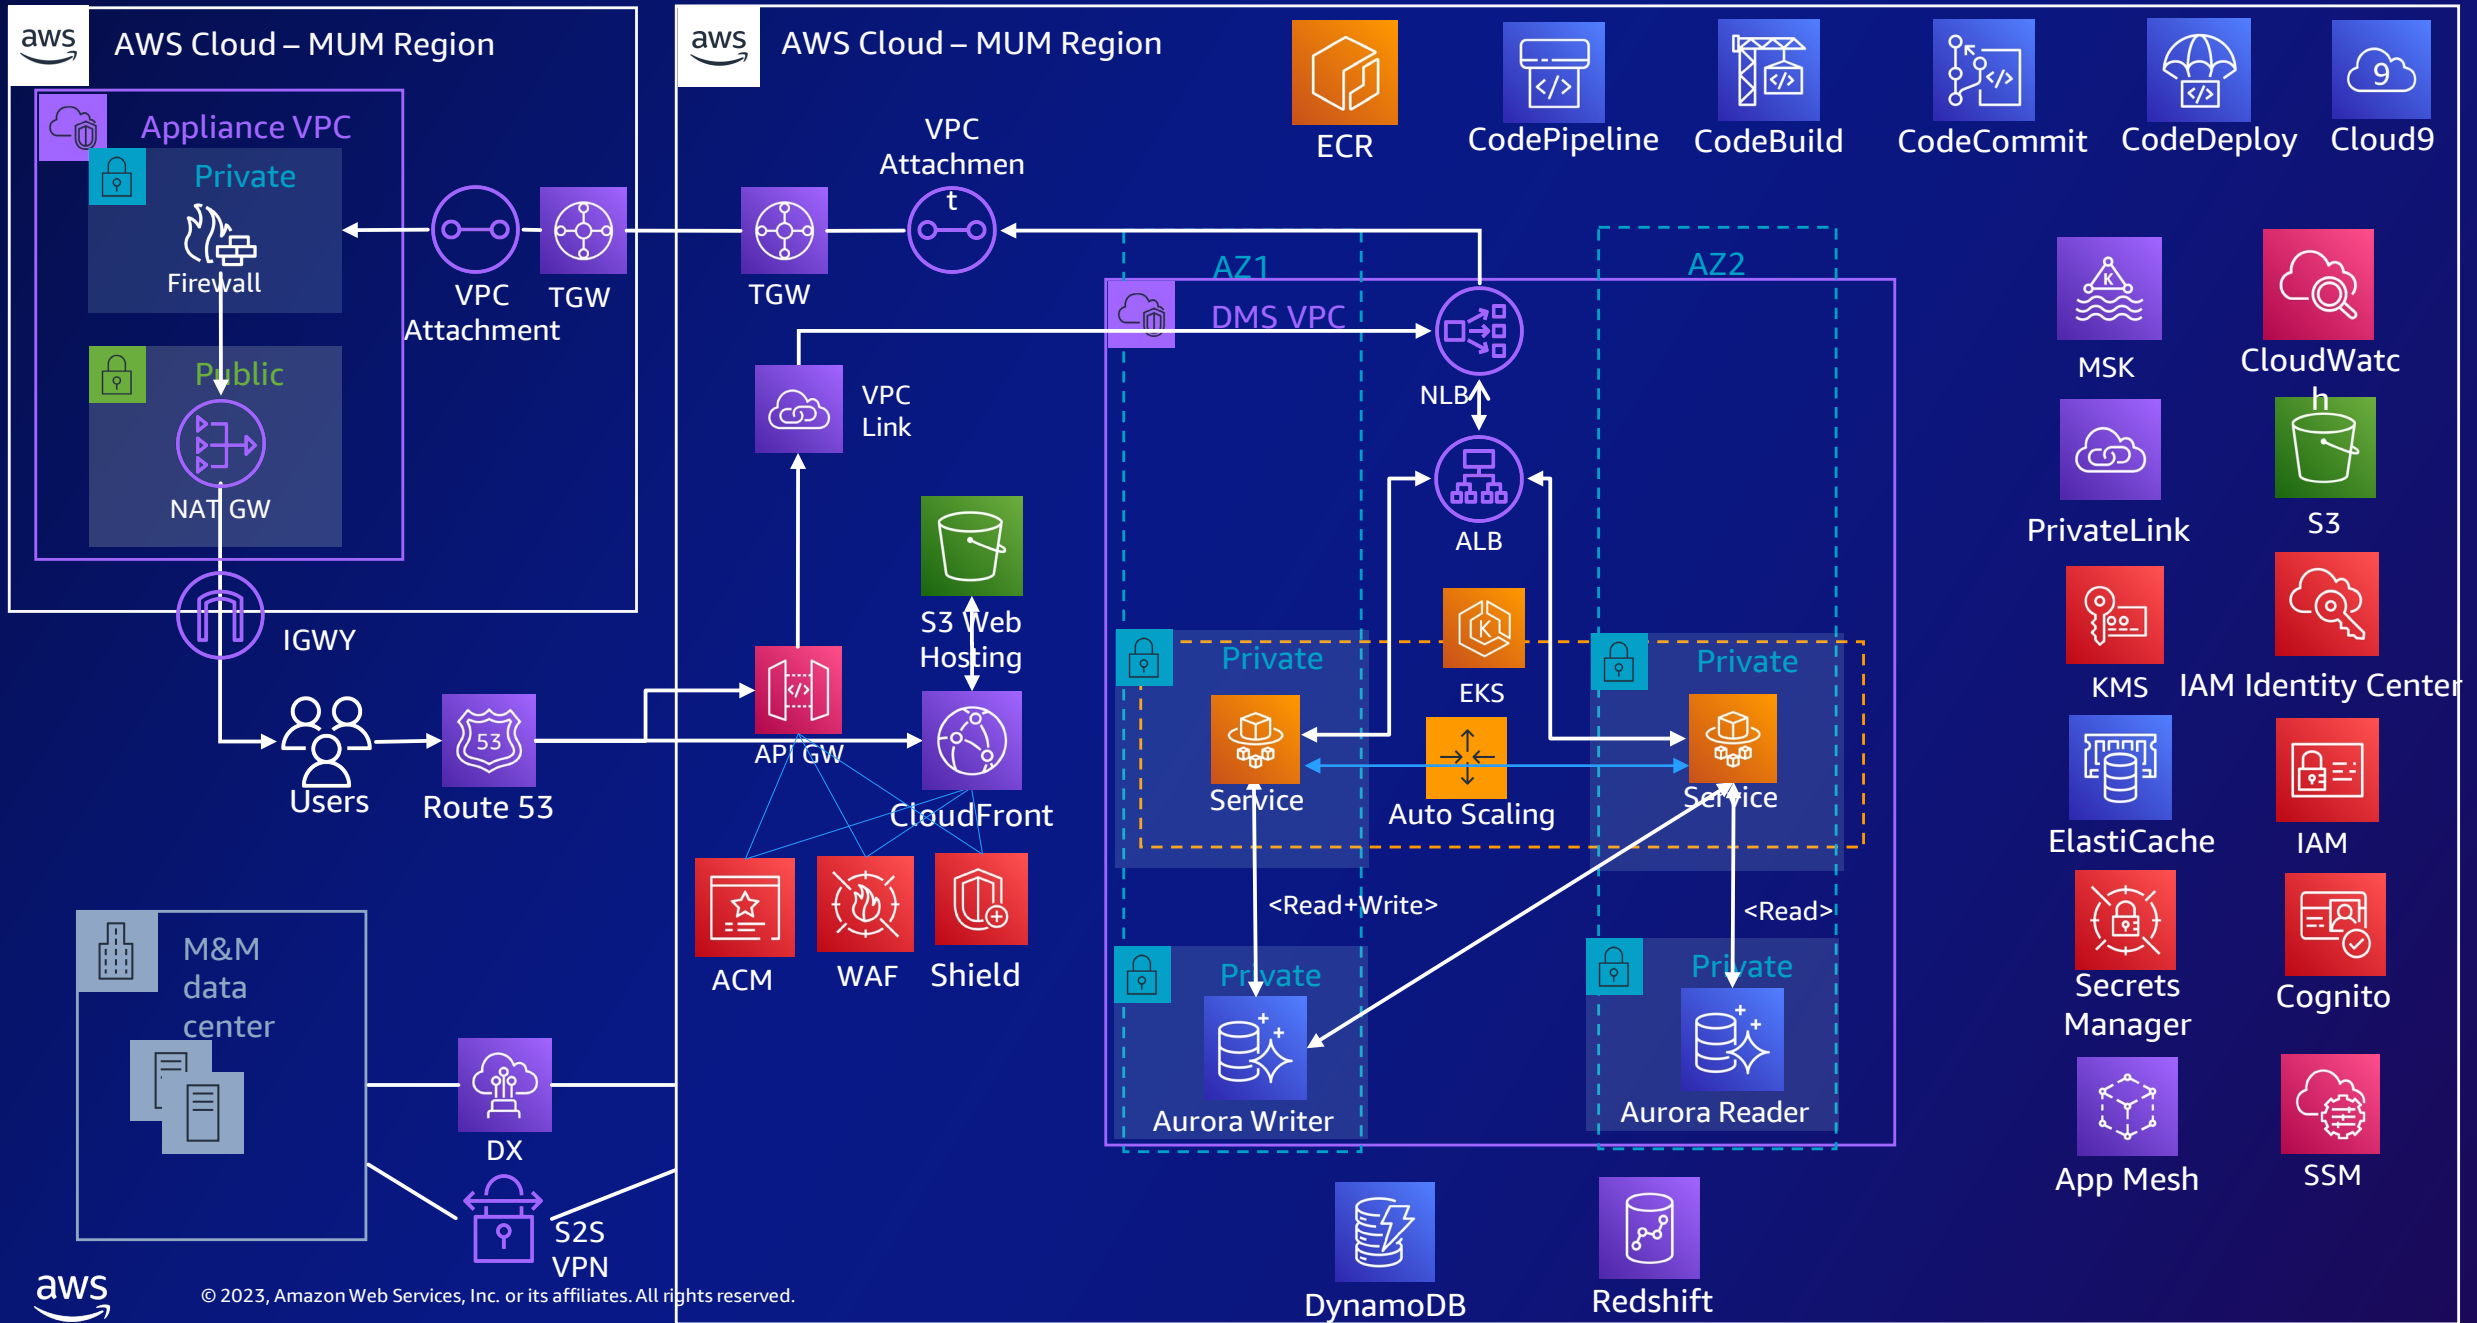 aws
AWS Cloud – MUM Region
Appliance VPC
Private
Firewall
Public
NAT GW
IGWY
VPC
Attachment
TGW
aws
AWS Cloud – MUM Region
TGW
VPC
Attachmen
t
ECR
CodePipeline
CodeBuild
CodeCommit
CodeDeploy
9
Cloud9
AZ1
AZ2
DMS VPC
NLB
ALB
VPC
Link
S3 Web
Hosting
</>
API GW
CloudFront
Users
53
Route 53
ACM
WAF
Shield
K
EKS
Private
Service
Auto Scaling
Private
Service
<Read+Write>
<Read>
Private
Aurora Writer
Private
Aurora Reader
K
MSK
CloudWatc
h
PrivateLink
S3
KMS
IAM Identity Center
ElastiCache
IAM
Secrets
Manager
Cognito
App Mesh
SSM
DynamoDB
Redshift
M&M
data
center
DX
S2S
VPN
aws
© 2023, Amazon Web Services, Inc. or its affiliates. All rights reserved.